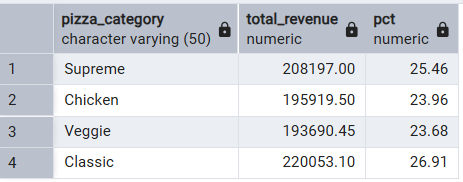 pizza_category total_revenue pct
character varying (50) numeric numeric
1 Supreme 208197.00 25.46
2 Chicken 195919.50 23.96
3 Veggie 193690.45 23.68
4 Classic 220053.10 26.91